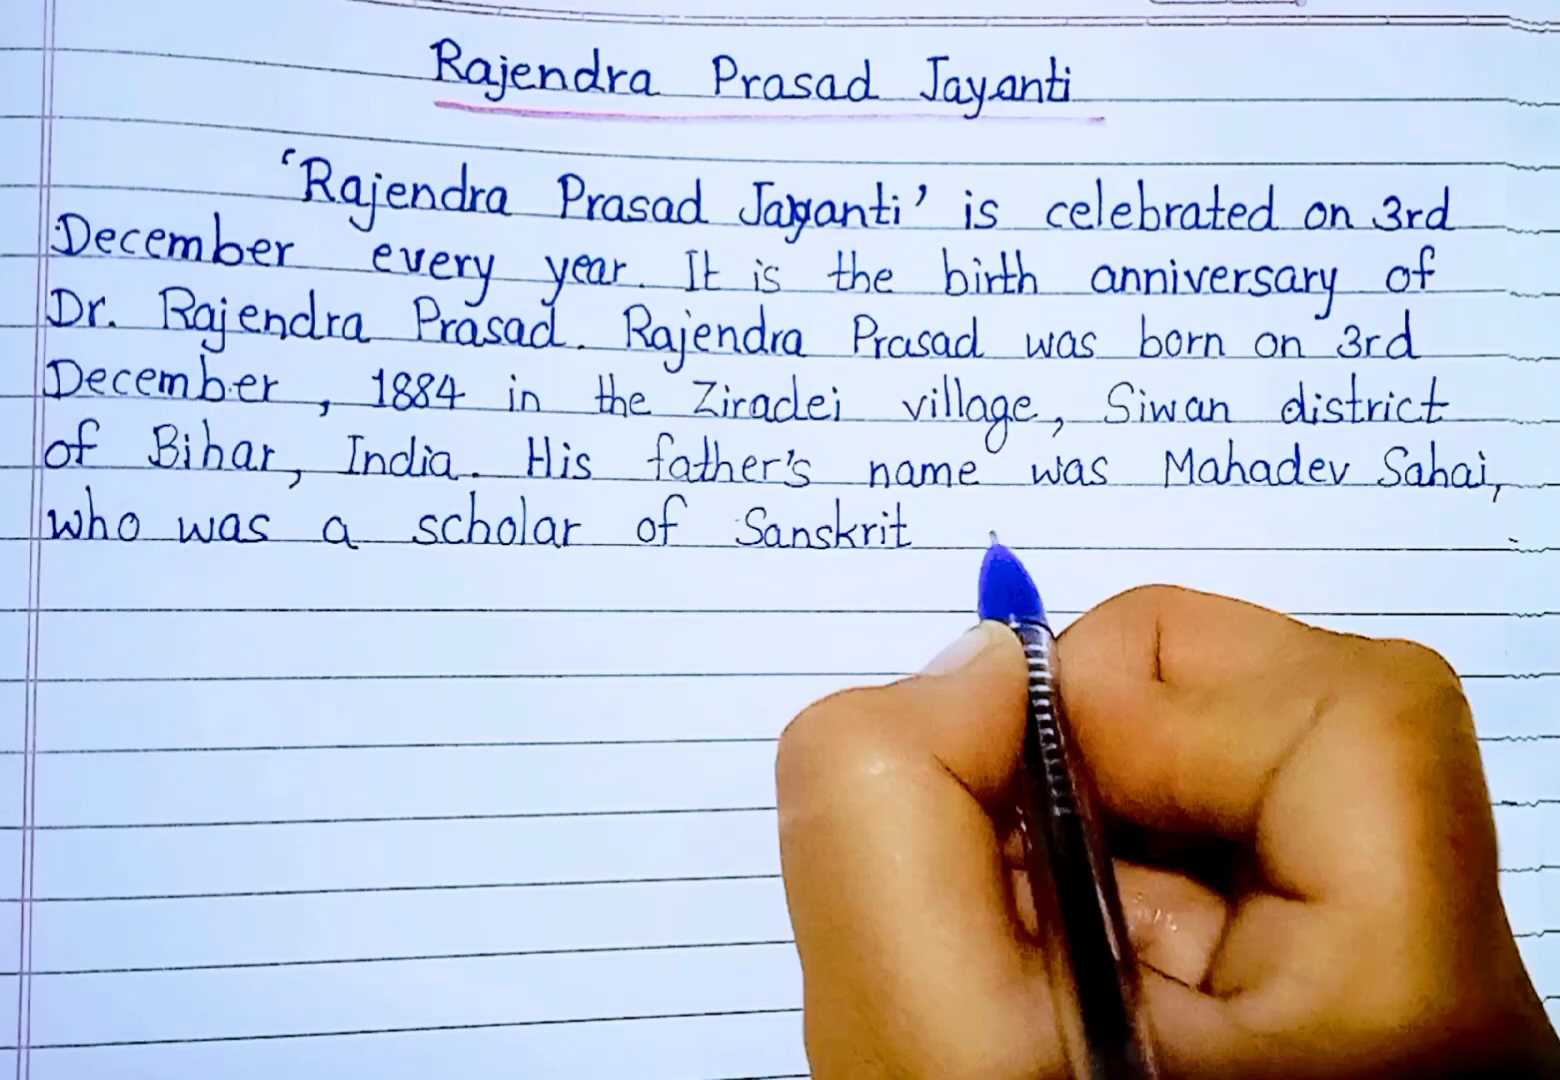 Rajendra Prasad Jayanti
'Rajendra Prasad Jayanti' is celebrated on 3rd
December every year. It is the birth anniversary of
Dr. Rajendra Prasad. Rajendra Prasad was born on 3rd
December, 1884 in the Ziradei village, Siwan district
of Bihar, India. His father's name was Mahadev Sahai,
who was a scholar of Sanskrit